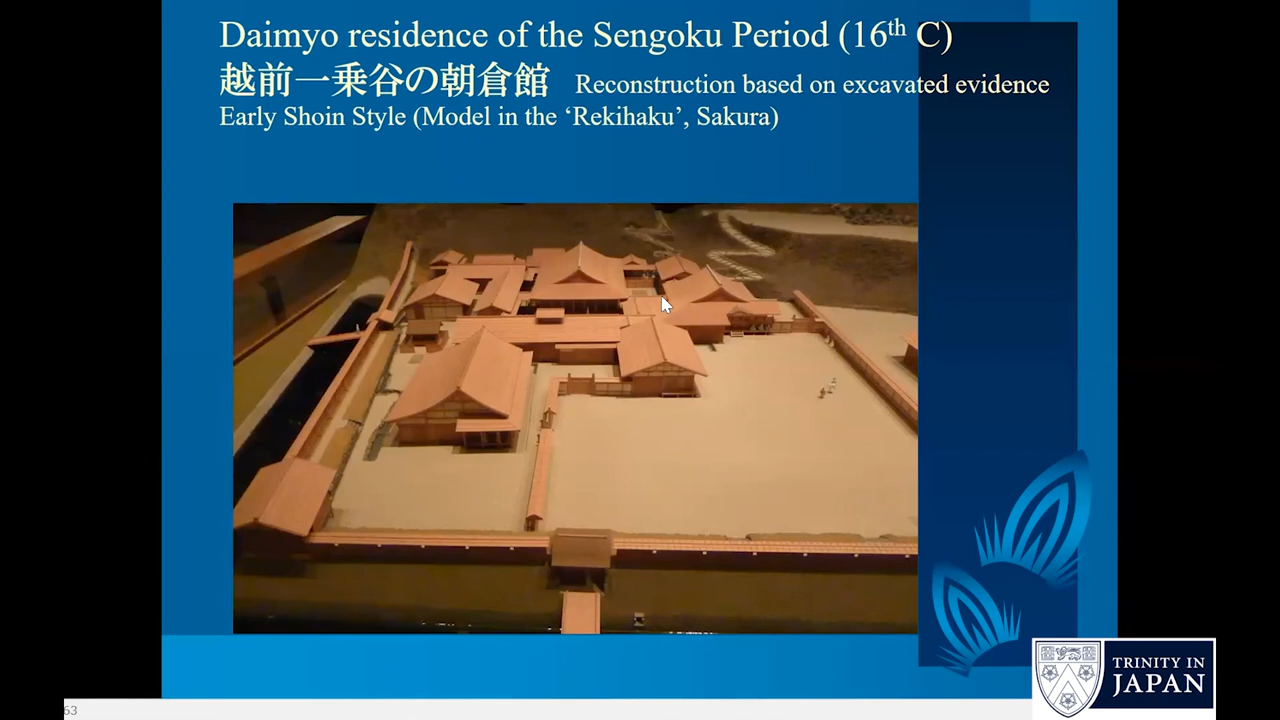 Daimyo residence of the Sengoku Period (16th C)
越前一乗谷の朝倉館 Reconstruction based on excavated evidence
Early Shoin Style (Model in the ‘Rekihaku’, Sakura)
TRINITY IN
JAPAN
63